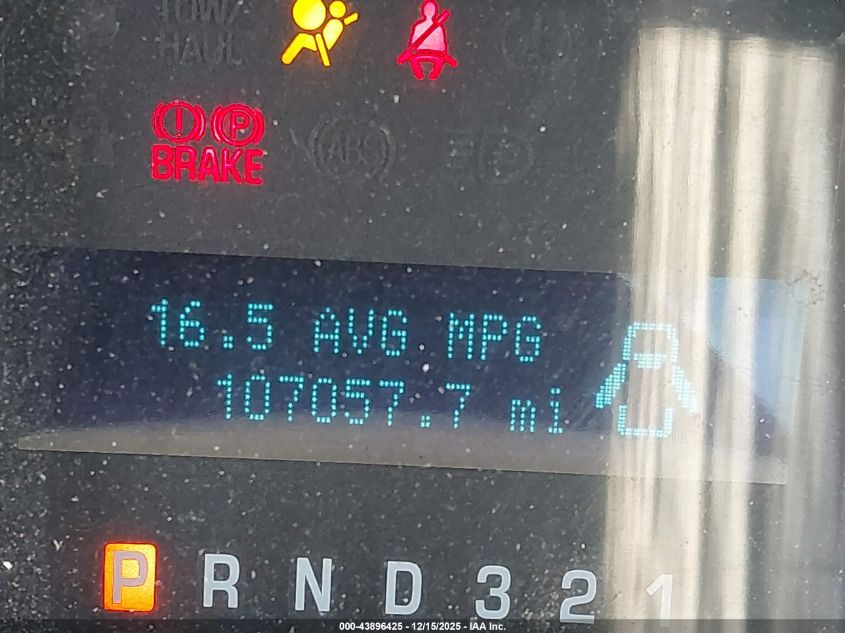 TOW/
HAUL
(!) (P)
BRAKE
ABS
16.5 AVG MPG
107057.7 mi
P R N D 3 2 1
000-43896425 - 12/15/2025 - IAA Inc.